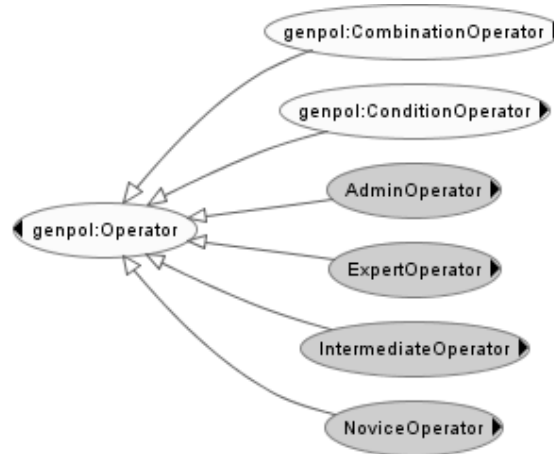 genpol:CombinationOperator
genpol:ConditionOperator
AdminOperator
genpol:Operator
ExpertOperator
IntermediateOperator
NoviceOperator